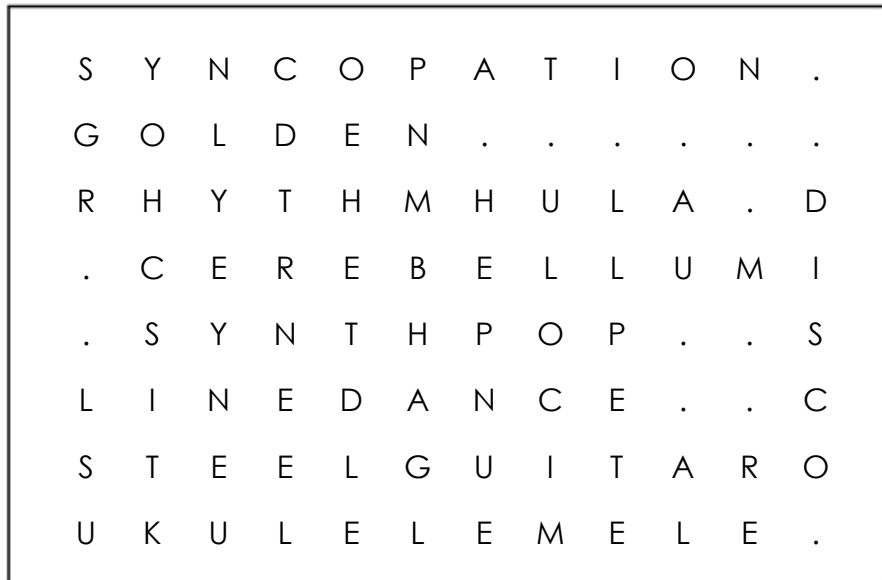 S Y N C O P A T I O N .
G O L D E N . . . . . .
R H Y T H M H U L A . D
. C E R E B E L L U M I
. S Y N T H P O P . . S
L I N E D A N C E . . C
S T E E L G U I T A R O
U K U L E L E M E L E .